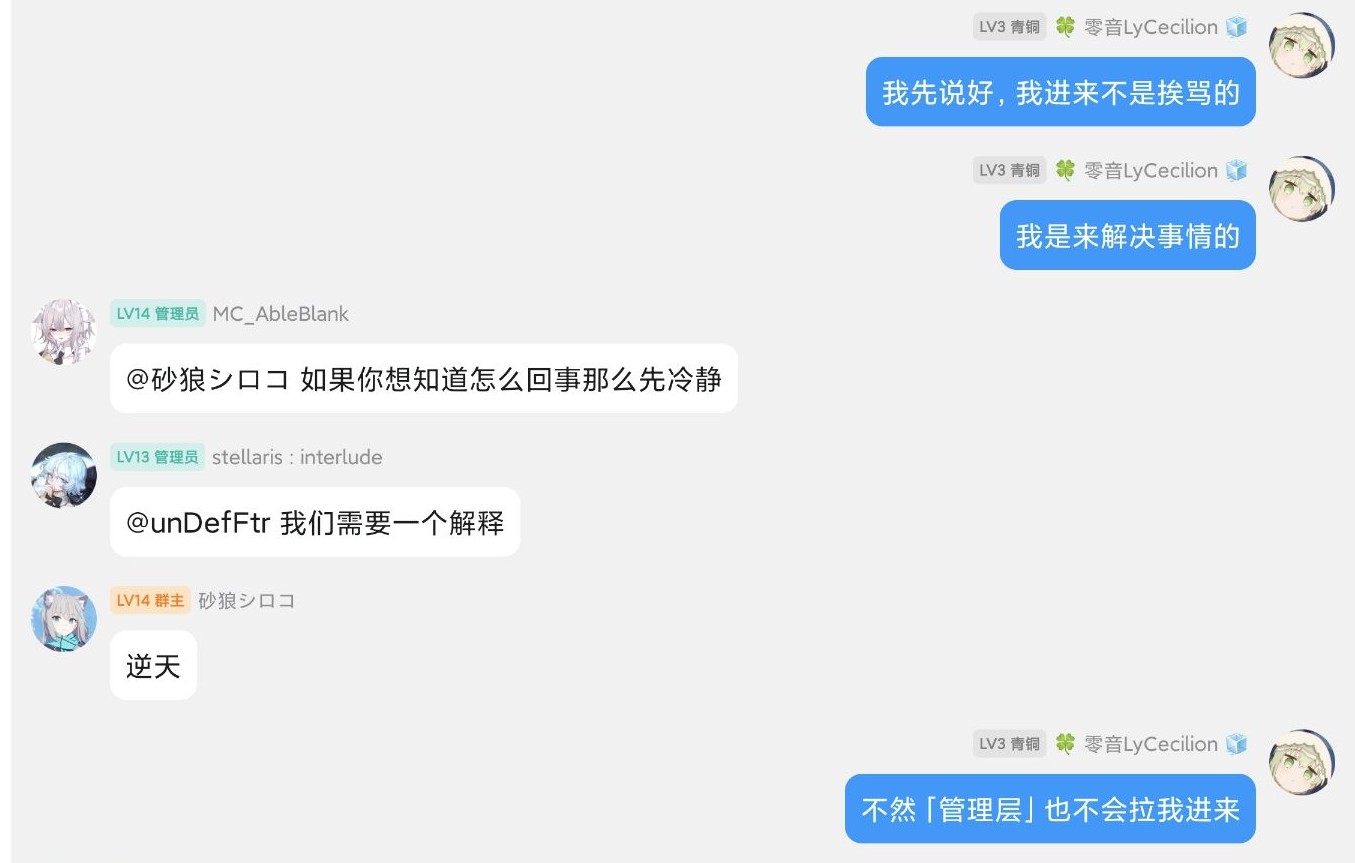 LV3 青铜 🍀 零音LyCecilion 🧊
我先说好，我进来不是挨骂的
LV3 青铜 🍀 零音LyCecilion 🧊
我是来解决事情的
LV14 管理员 MC_AbleBlank
@砂狼シロコ 如果你想知道怎么回事那么先冷静
LV13 管理员 stellaris : interlude
@unDefFtr 我们需要一个解释
LV14 群主 砂狼シロコ
逆天
LV3 青铜 🍀 零音LyCecilion 🧊
不然「管理层」也不会拉我进来